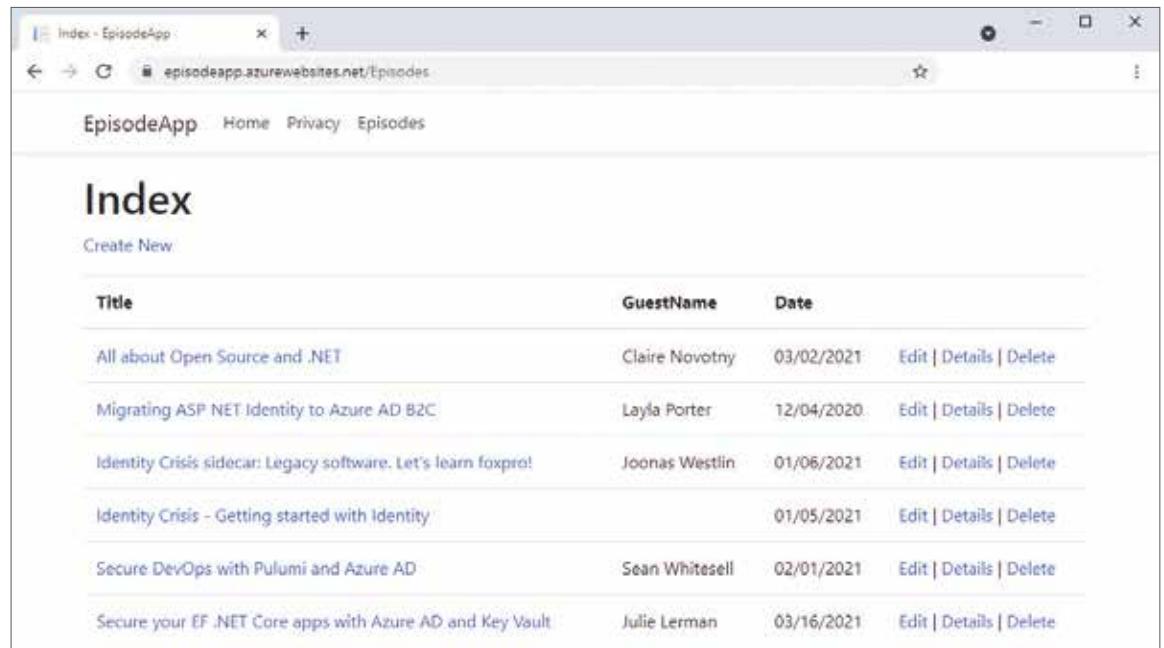 Index - EpisodeApp
episodeapp.azurewebsites.net/Episodes
EpisodeApp Home Privacy Episodes
Index
Create New
Title GuestName Date
All about Open Source and .NET Claire Novotny 03/02/2021 Edit | Details | Delete
Migrating ASP NET Identity to Azure AD B2C Layla Porter 12/04/2020 Edit | Details | Delete
Identity Crisis sidecar: Legacy software. Let's learn foxpro! Joonas Westlin 01/06/2021 Edit | Details | Delete
Identity Crisis - Getting started with Identity 01/05/2021 Edit | Details | Delete
Secure DevOps with Pulumi and Azure AD Sean Whitesell 02/01/2021 Edit | Details | Delete
Secure your EF .NET Core apps with Azure AD and Key Vault Julie Lerman 03/16/2021 Edit | Details | Delete